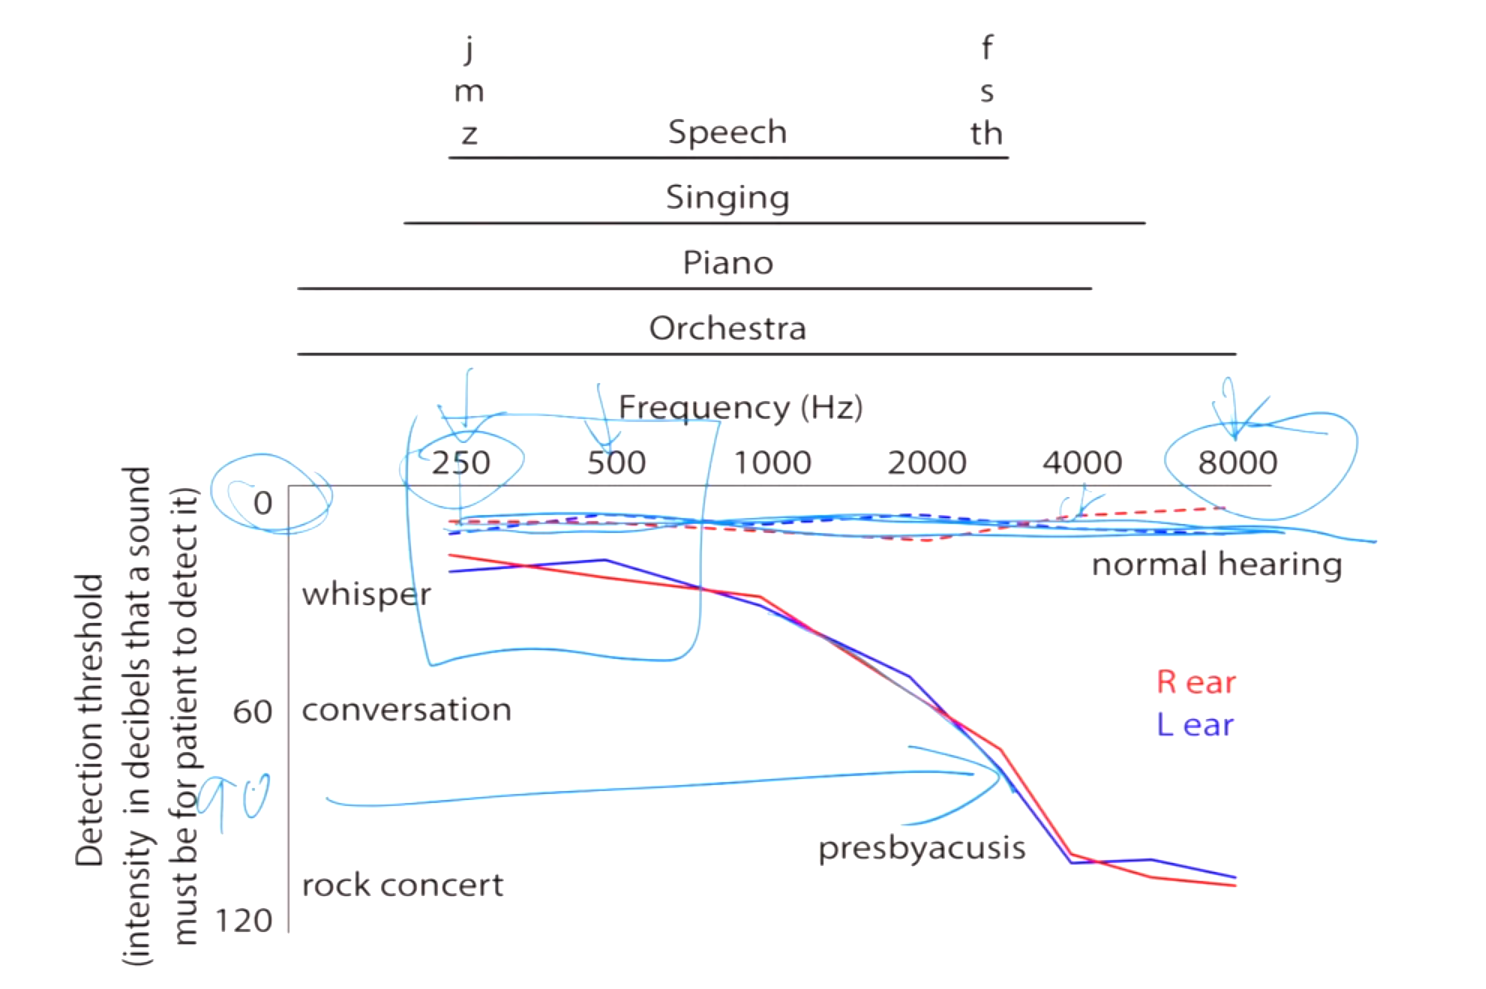 j
m
z
f
s
th
Speech
Singing
Piano
Orchestra
Frequency (Hz)
250 500 1000 2000 4000 8000
0
60
90
120
Detection threshold
(intensity in decibels that a sound
must be for patient to detect it)
normal hearing
whisper
conversation
rock concert
presbyacusis
R ear
L ear